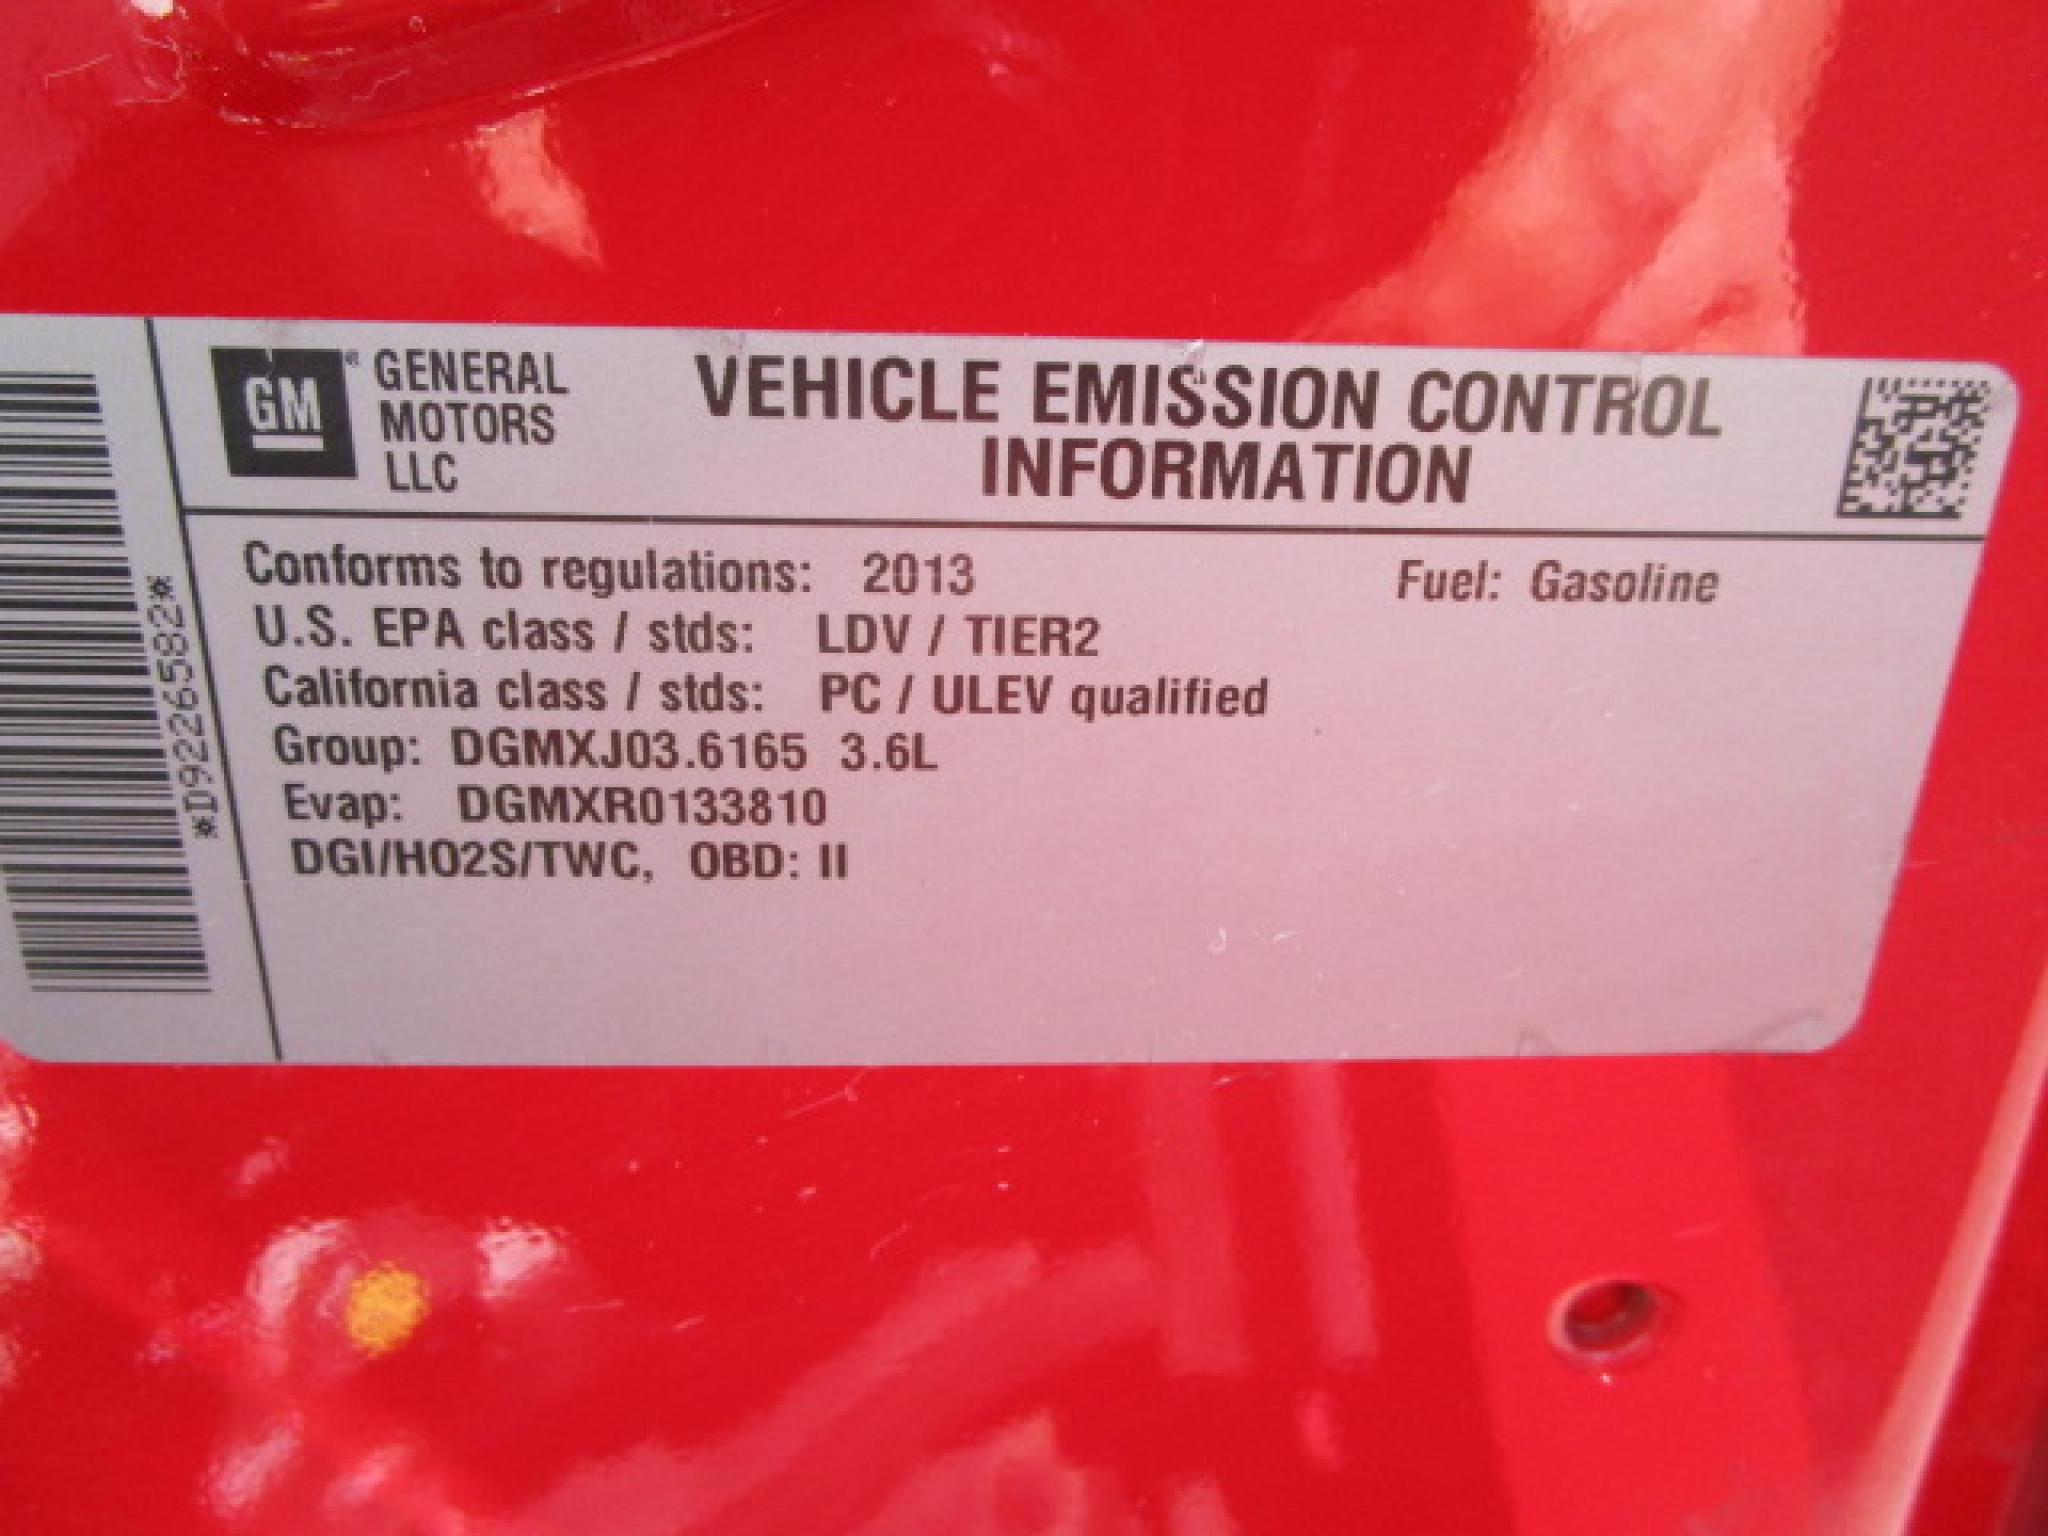 GM
GENERAL
MOTORS
LLC
VEHICLE EMISSION CONTROL
INFORMATION
Conforms to regulations: 2013 Fuel: Gasoline
U.S. EPA class / stds: LDV / TIER2
California class / stds: PC / ULEV qualified
Group: DGMXJ03.6165 3.6L
Evap: DGMXR0133810
DGI/HO2S/TWC, OBD: II
*D9226582*